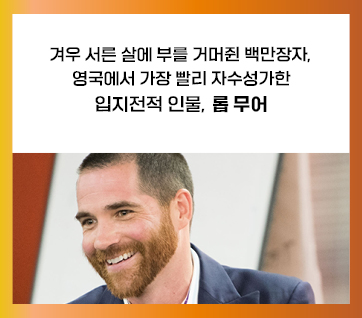 겨우 서른 살에 부를 거머쥔 백만장자,
영국에서 가장 빨리 자수성가한
입지전적 인물, 롭 무어